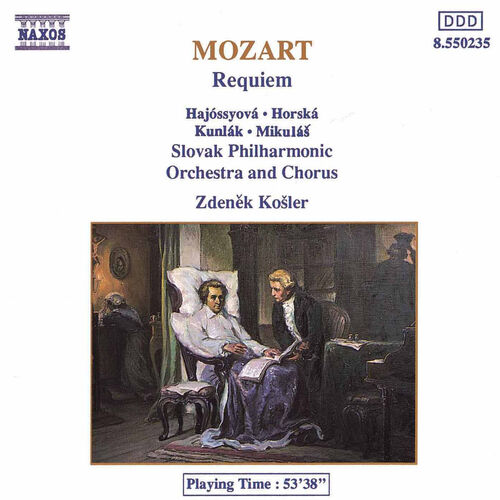 NAXOS
DDD
8.550235
MOZART
Requiem
Hajóssyová • Horská
Kunlák • Mikuláš
Slovak Philharmonic
Orchestra and Chorus
Zdeněk Košler
Playing Time : 53'38”